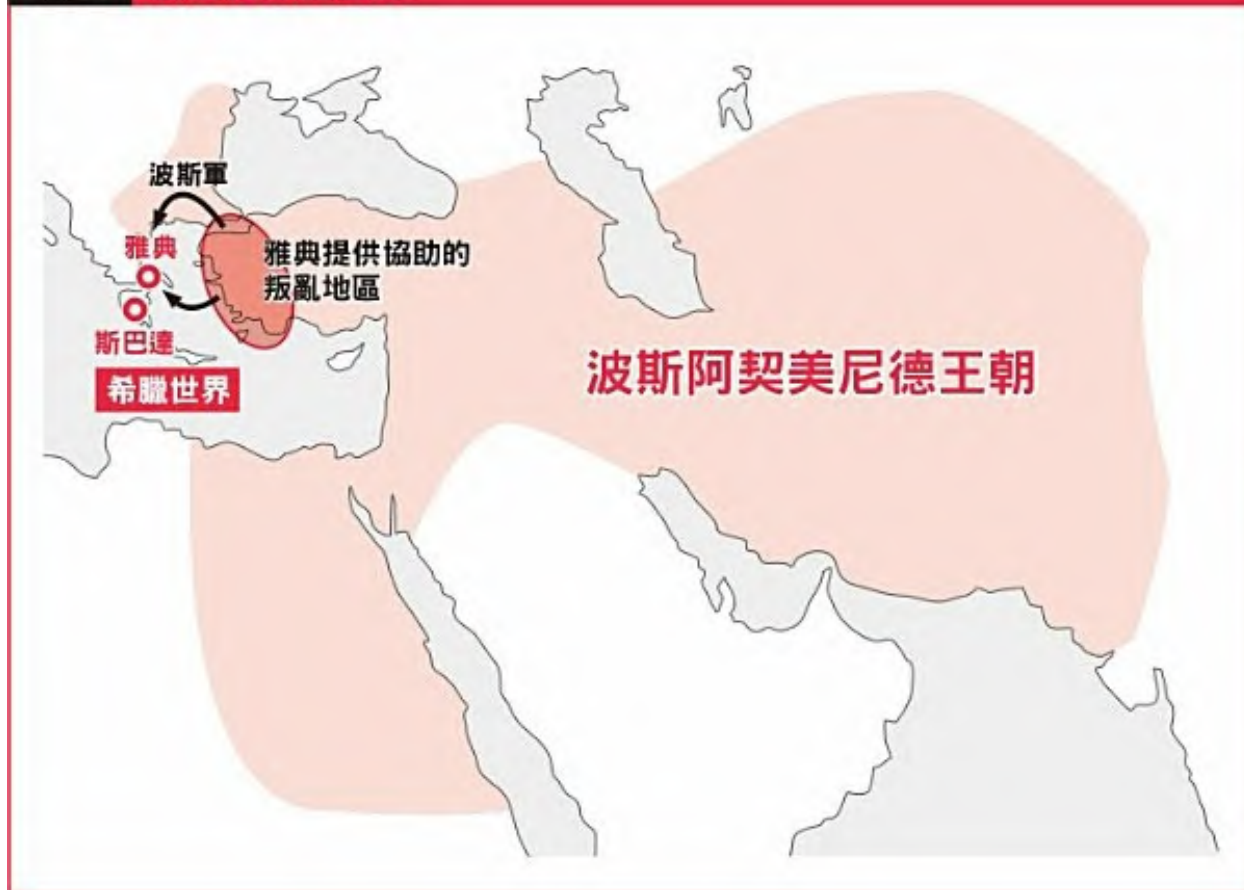 波斯軍
雅典
雅典提供協助的
叛亂地區
斯巴達
希臘世界
波斯阿契美尼德王朝